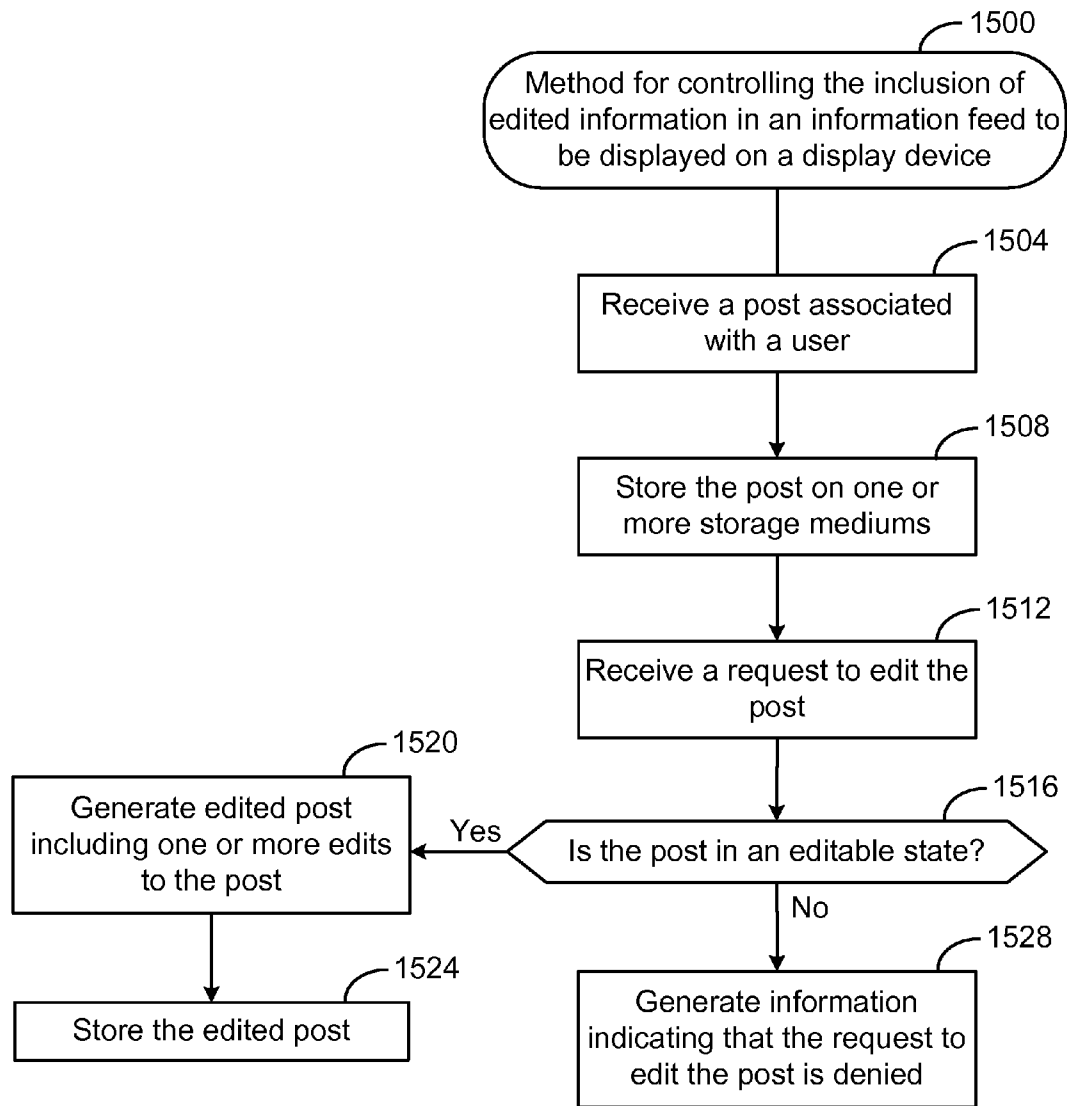 1500
Method for controlling the inclusion of
edited information in an information feed to
be displayed on a display device
1504
Receive a post associated
with a user
1508
Store the post on one or
more storage mediums
1512
Receive a request to edit the
post
1516
Is the post in an editable state?
Yes
No
1520
Generate edited post
including one or more edits
to the post
1524
Store the edited post
1528
Generate information
indicating that the request to
edit the post is denied